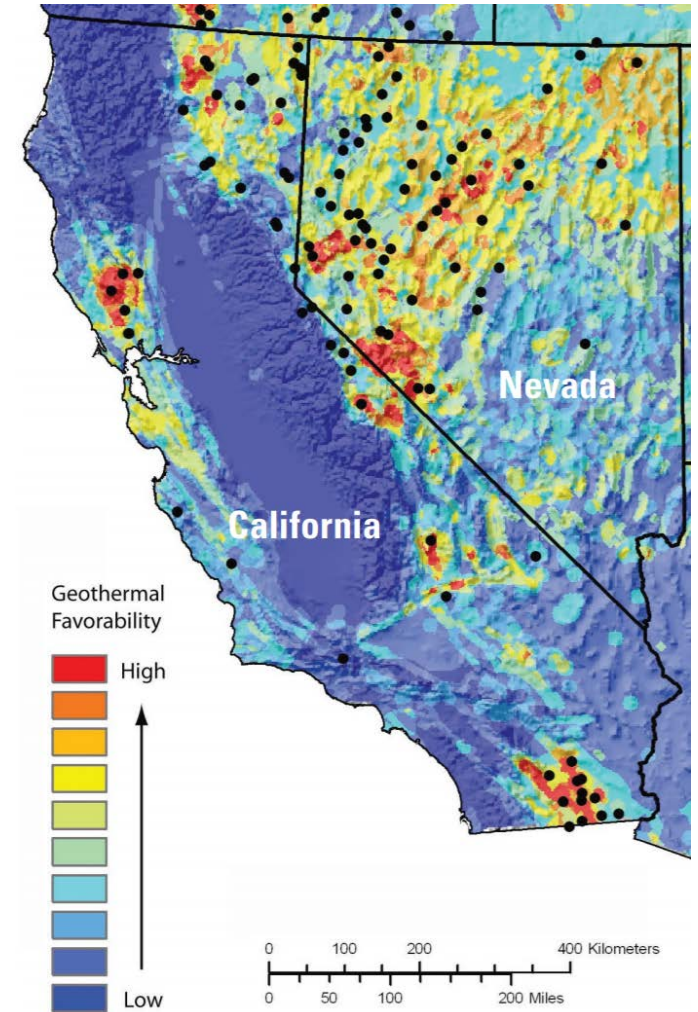 Nevada
California
Geothermal
Favorability
High
Low
0 100 200 400 Kilometers
0 50 100 200 Miles